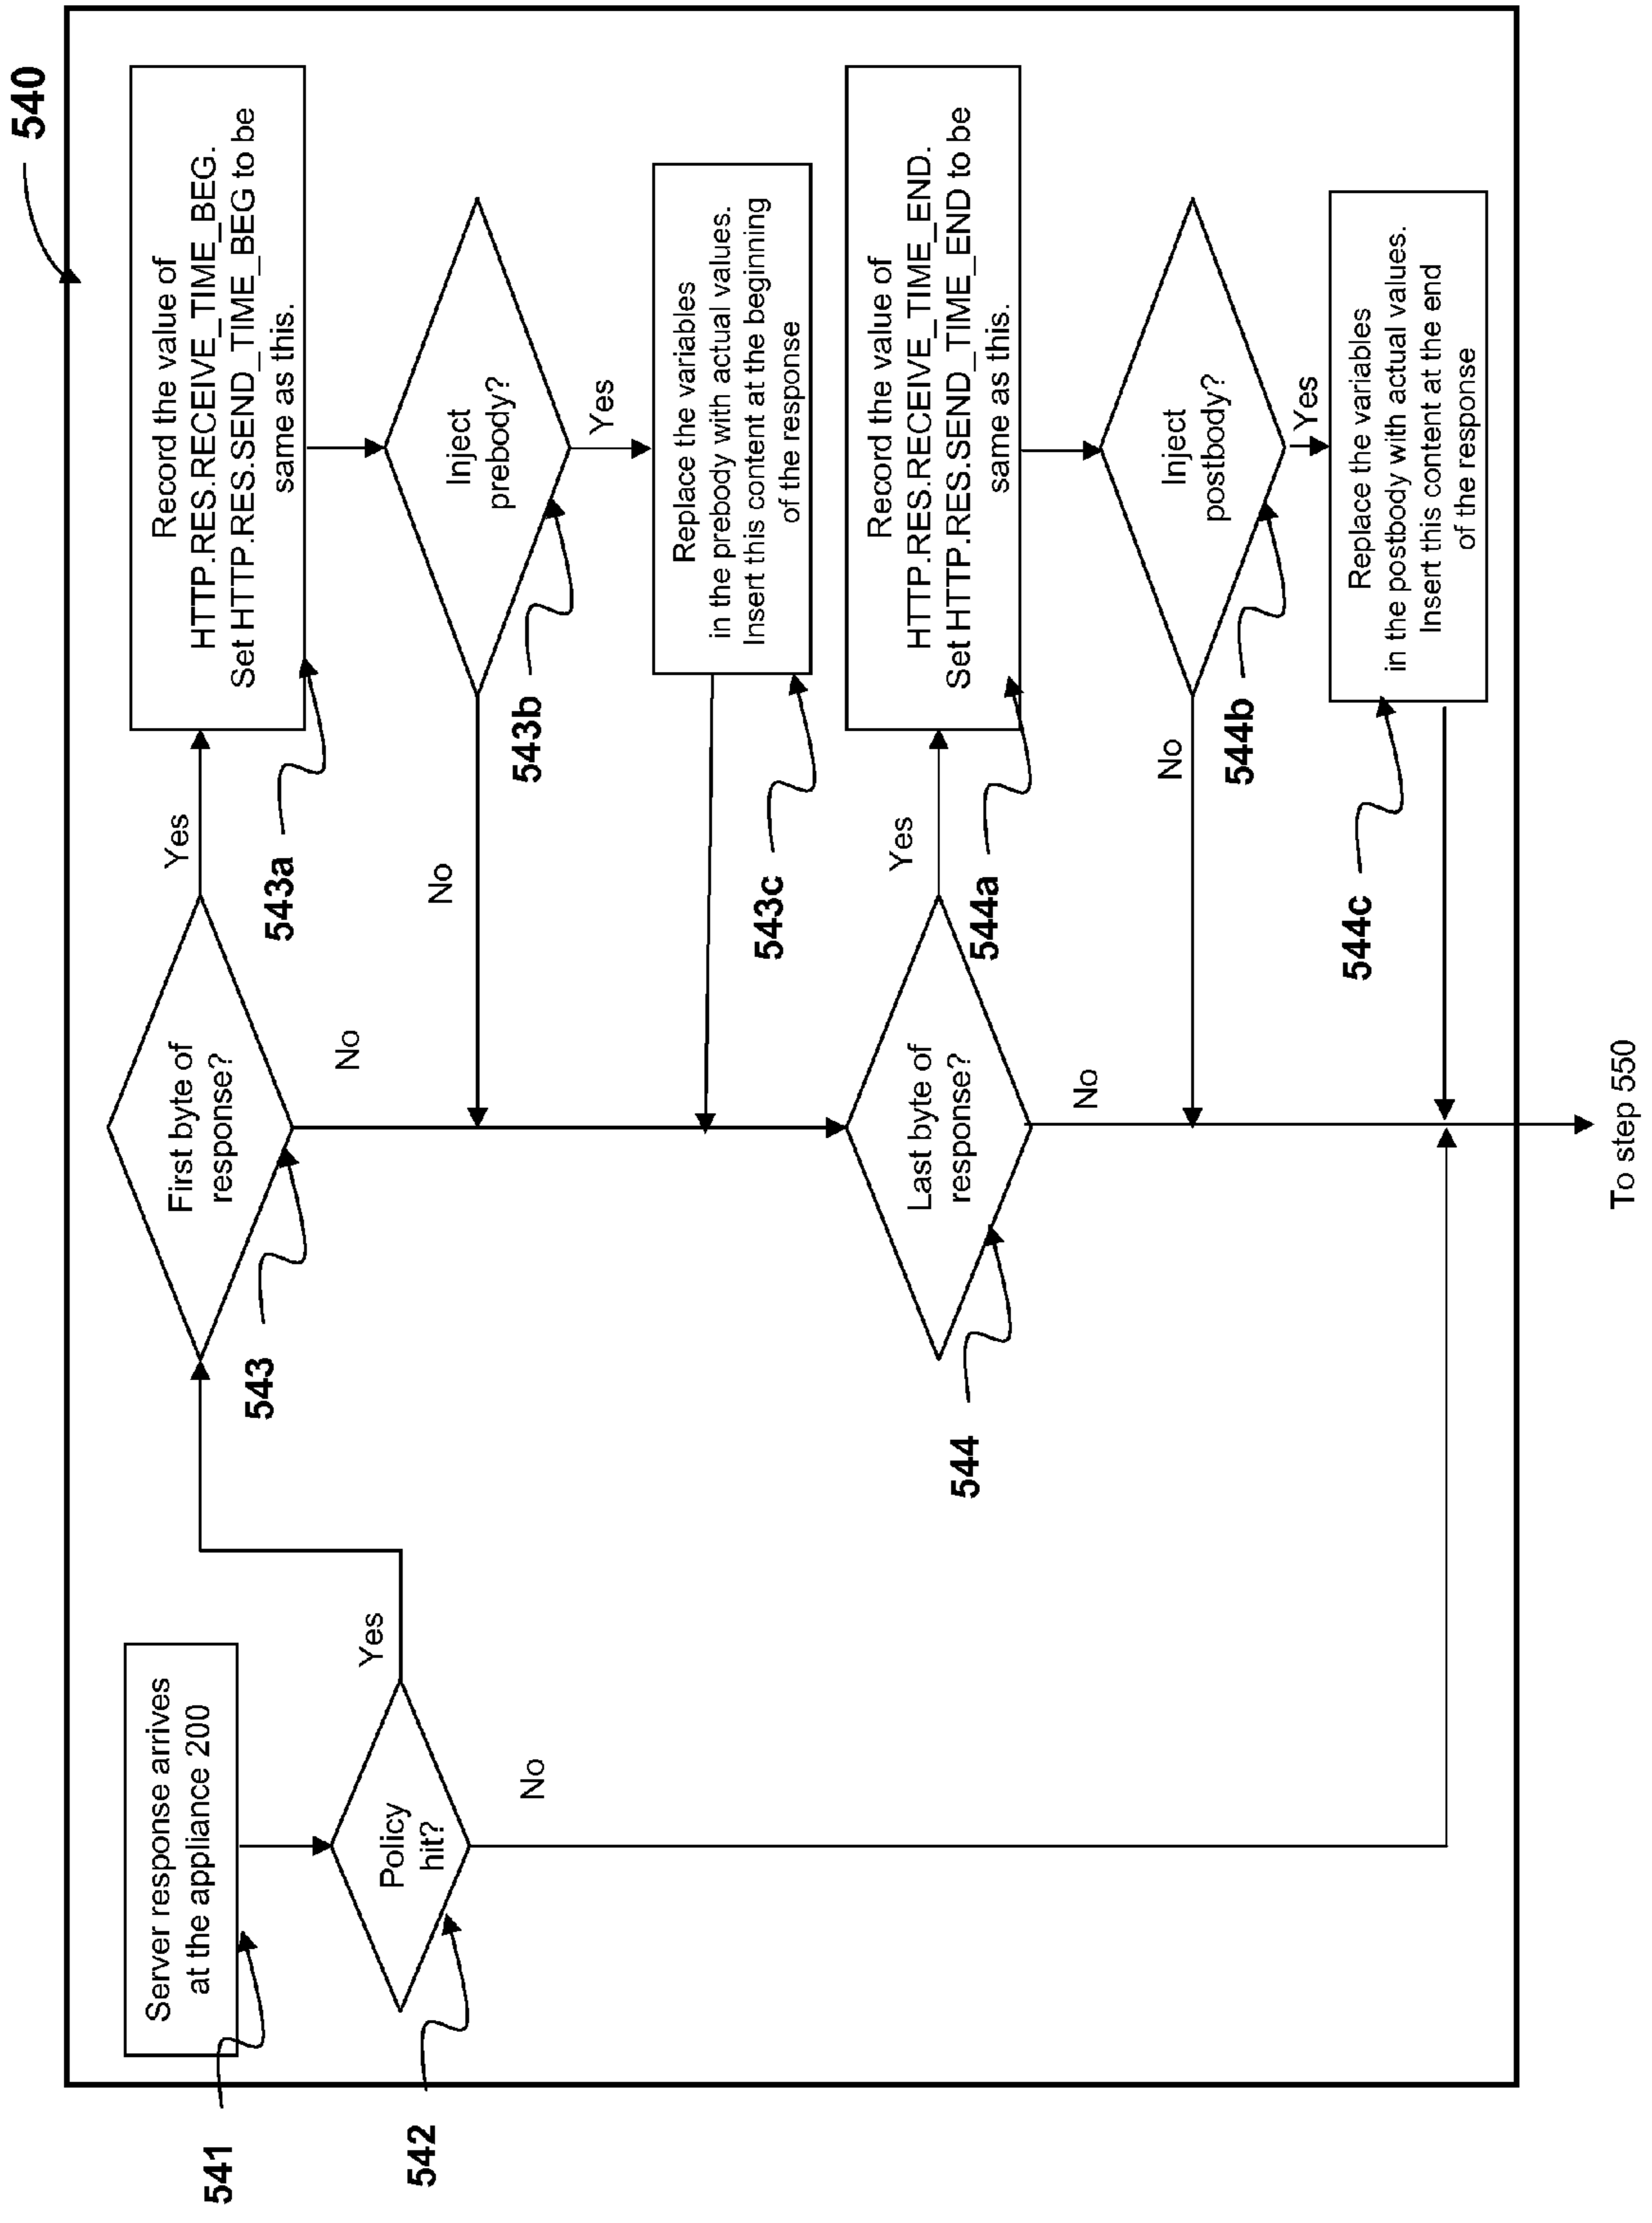 540
Server response arrives
at the appliance 200
541
Policy
hit?
542
Yes
No
First byte of
response?
543
Yes
No
Record the value of
HTTP.RES.RECEIVE_TIME_BEG.
Set HTTP.RES.SEND_TIME_BEG to be
same as this.
543a
Inject
prebody?
543b
No
Yes
Replace the variables
in the prebody with actual values.
Insert this content at the beginning
of the response
543c
Last byte of
response?
544
Yes
No
Record the value of
HTTP.RES.RECEIVE_TIME_END.
Set HTTP.RES.SEND_TIME_END to be
same as this.
544a
Inject
postbody?
544b
No
Yes
Replace the variables
in the postbody with actual values.
Insert this content at the end
of the response
544c
To step 550